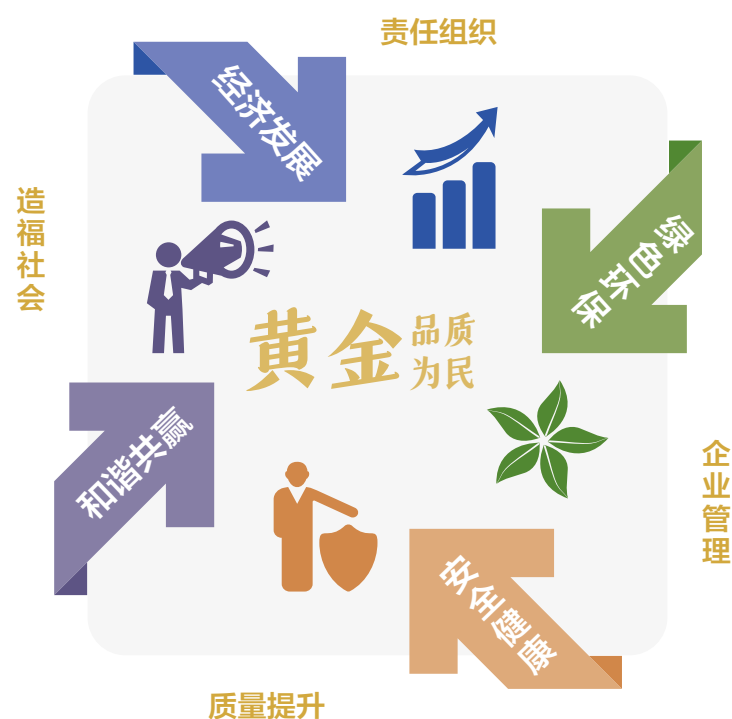 责任组织
经济发展
绿色环保
造福社会
黄金
品质
为民
和谐共赢
企业管理
安全健康
质量提升